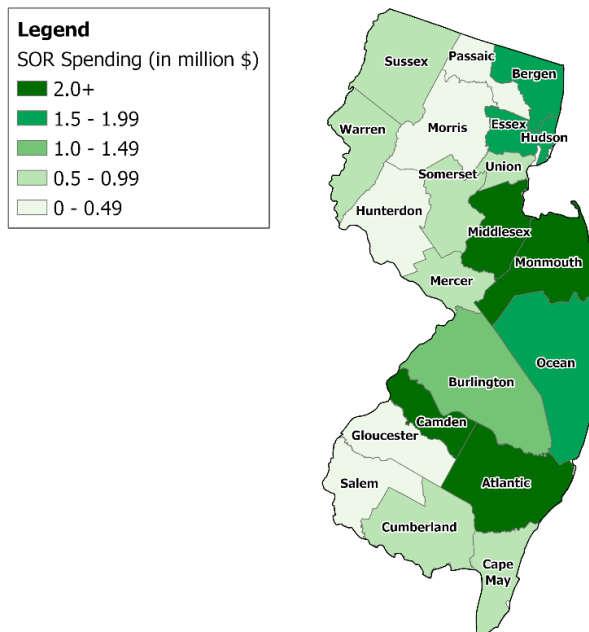 Legend
SOR Spending (in million $)
2.0+
1.5 - 1.99
1.0 - 1.49
0.5 - 0.99
0 - 0.49
Passaic
Sussex
Bergen
Warren
Morris
Essex
Hudson
Union
Somerset
Hunterdon
Middlesex
Monmouth
Mercer
Ocean
Burlington
Camden
Gloucester
Salem
Atlantic
Cumberland
Cape
May